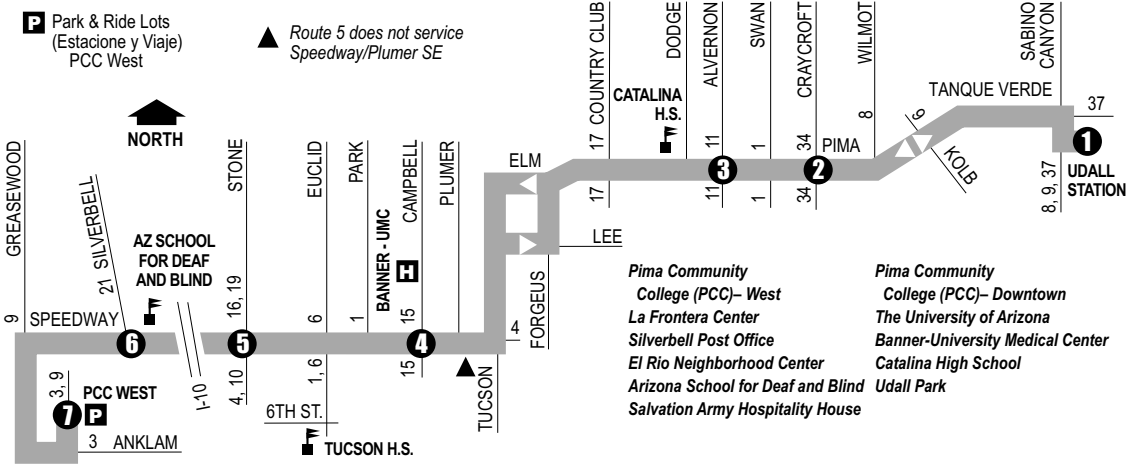 P Park & Ride Lots
(Estacione y Viaje)
PCC West
Route 5 does not service
Speedway/Plumer SE
NORTH
GREASEWOOD
9
21 SILVERBELL
SPEEDWAY
AZ SCHOOL
FOR DEAF
AND BLIND
I-10
STONE
16, 19
4, 10
EUCLID
6
1, 6
6TH ST.
TUCSON H.S.
PARK
1
BANNER - UMC
H
CAMPBELL
15
15
PLUMER
TUCSON
4
FORGEUS
ELM
LEE
17 COUNTRY CLUB
17
CATALINA
H.S.
DODGE
ALVERNON
11
11
SWAN
1
1
CRAYCROFT
34
34
PIMA
WILMOT
8
9
KOLB
TANQUE VERDE
SABINO
CANYON
37
8, 9, 37
1
UDALL
STATION
2
3
4
5
6
7
3, 9
PCC WEST
P
3 ANKLAM
Pima Community
College (PCC)– West
La Frontera Center
Silverbell Post Office
El Rio Neighborhood Center
Arizona School for Deaf and Blind
Salvation Army Hospitality House
Pima Community
College (PCC)– Downtown
The University of Arizona
Banner-University Medical Center
Catalina High School
Udall Park